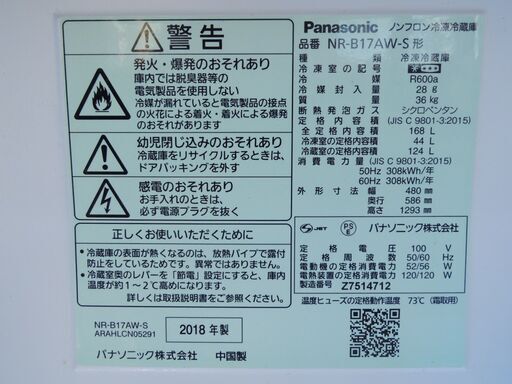 警告
発火・爆発のおそれあり
庫内では脱臭器等の
電気製品を使用しない
冷媒が漏れていると電気製品の接点
の火花による着火・着火に爆発
のおそれあり
幼児閉じ込めのおそれあり
冷蔵庫をリサイクルするときは、
ドアパッキングを外す
感電のおそれあり
お手入れのときは、
必ず電源プラグを抜く
正しくお使いいただくために
●冷蔵庫の表面が熱くなるのは、放熱パイプで露付
防止をしているためです。異常ではありません。
●冷蔵室奥のレバーを「節電」設定にすると、庫内
温度が約1～2℃高めになります。
詳しくは取扱説明書をご参照ください。
NR-B17AW-S
ARAHLCN05291
2018 年製
パナソニック株式会社 中国製
Panasonic ノンフロン冷凍冷蔵庫
品番 NR-B17AW-S 形
種類 冷凍冷蔵庫
冷凍室の記号
冷媒 R600a
冷媒封入量 28 g
質量 36 kg
断熱発泡ガス シクロペンタン
定格内容積 (JIS C 9801-3:2015)
全定格内容積 168 L
冷凍室の定格内容積 44 L
冷蔵室の定格内容積 124 L
消費電力量 (JIS C 9801-3:2015)
50Hz 308kWh/年
60Hz 308kWh/年
外形寸法 幅 480 mm
奥行 586 mm
高さ 1293 mm
JET
PS
E
パナソニック株式会社
定格電圧 100 V
定格周波数 50/60 Hz
電動機の定格消費電力 52/56 W
電熱装置の定格消費電力 120/120 W
製造番号 Z7514712
温度ヒューズの定格動作温度 73℃ (霜取用)